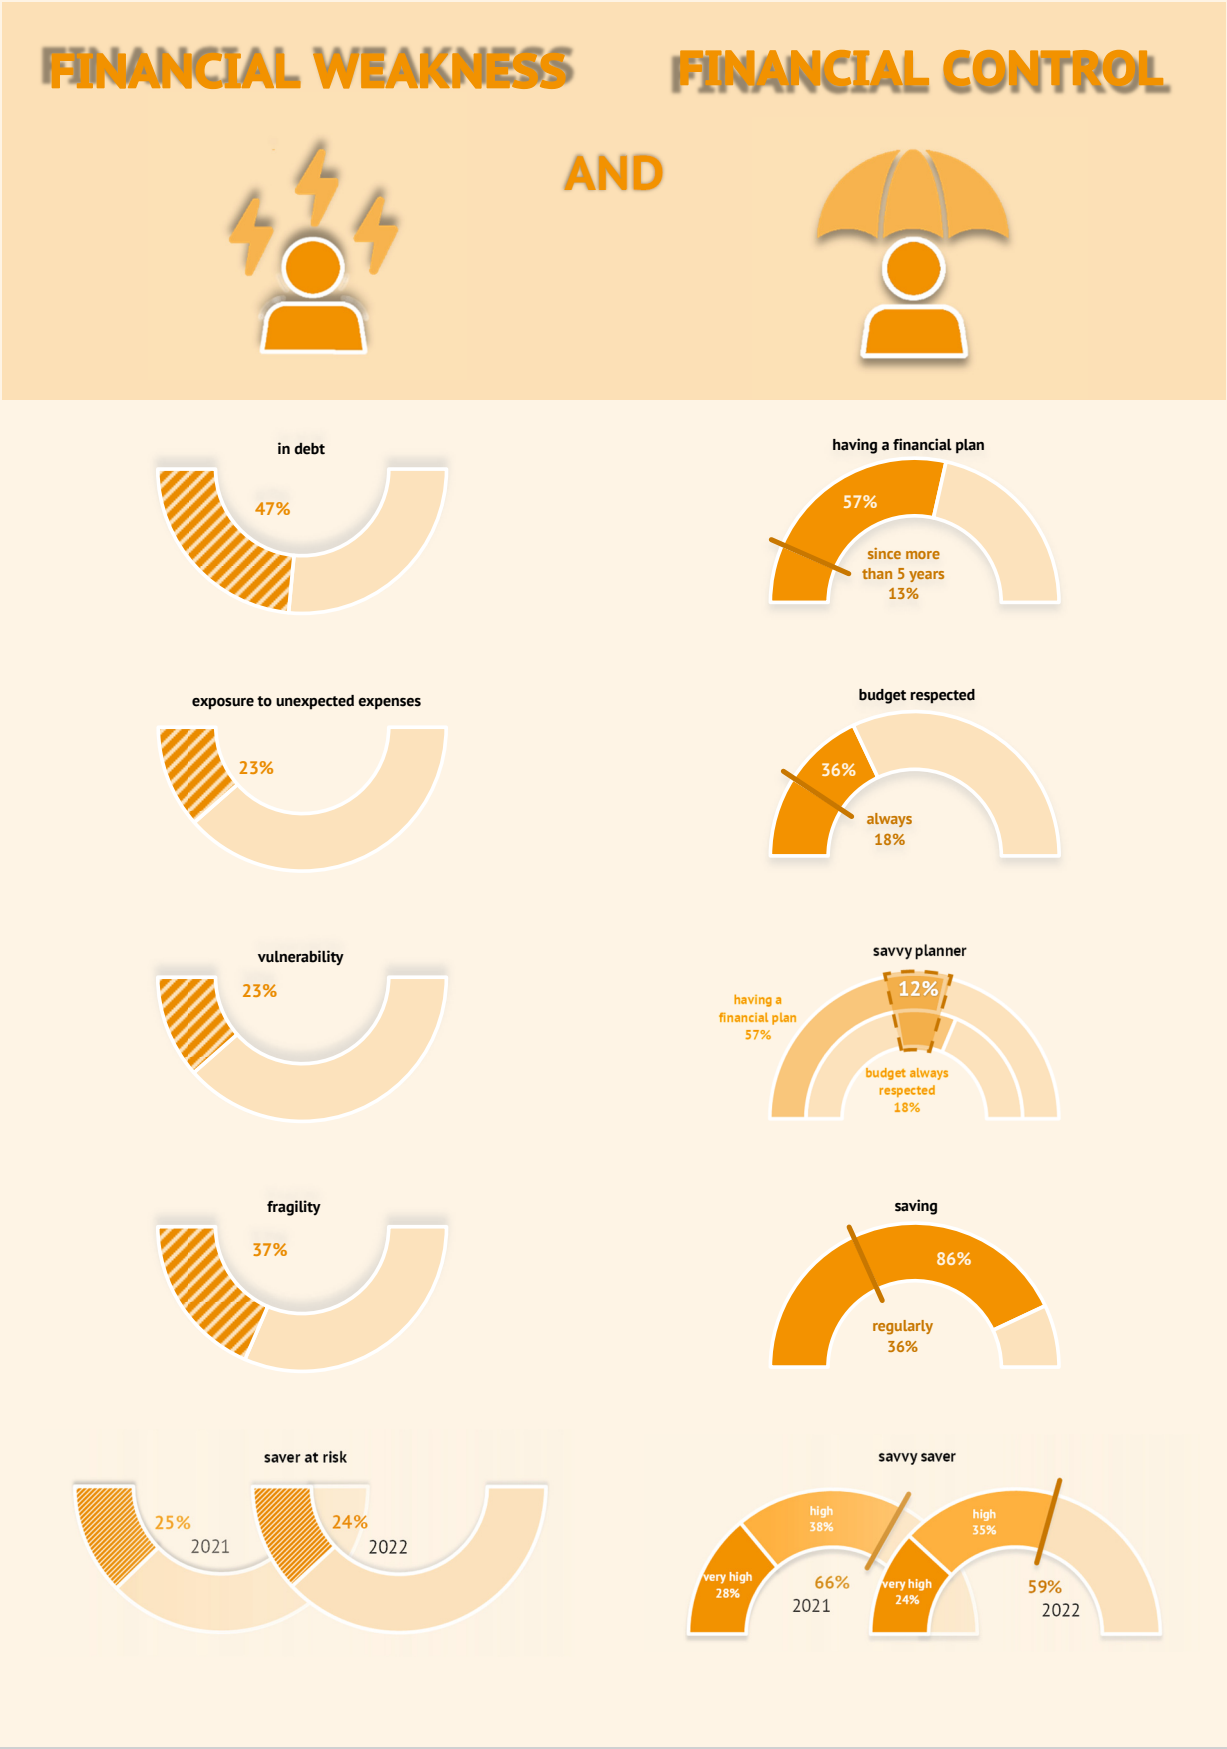 FINANCIAL WEAKNESS
AND
FINANCIAL CONTROL
in debt
47%
having a financial plan
57%
since more
than 5 years
13%
exposure to unexpected expenses
23%
budget respected
36%
always
18%
vulnerability
23%
savvy planner
12%
having a
financial plan
57%
budget always
respected
18%
fragility
37%
saving
86%
regularly
36%
saver at risk
25%
2021
24%
2022
savvy saver
high
38%
very high
28%
66%
2021
high
35%
very high
24%
59%
2022